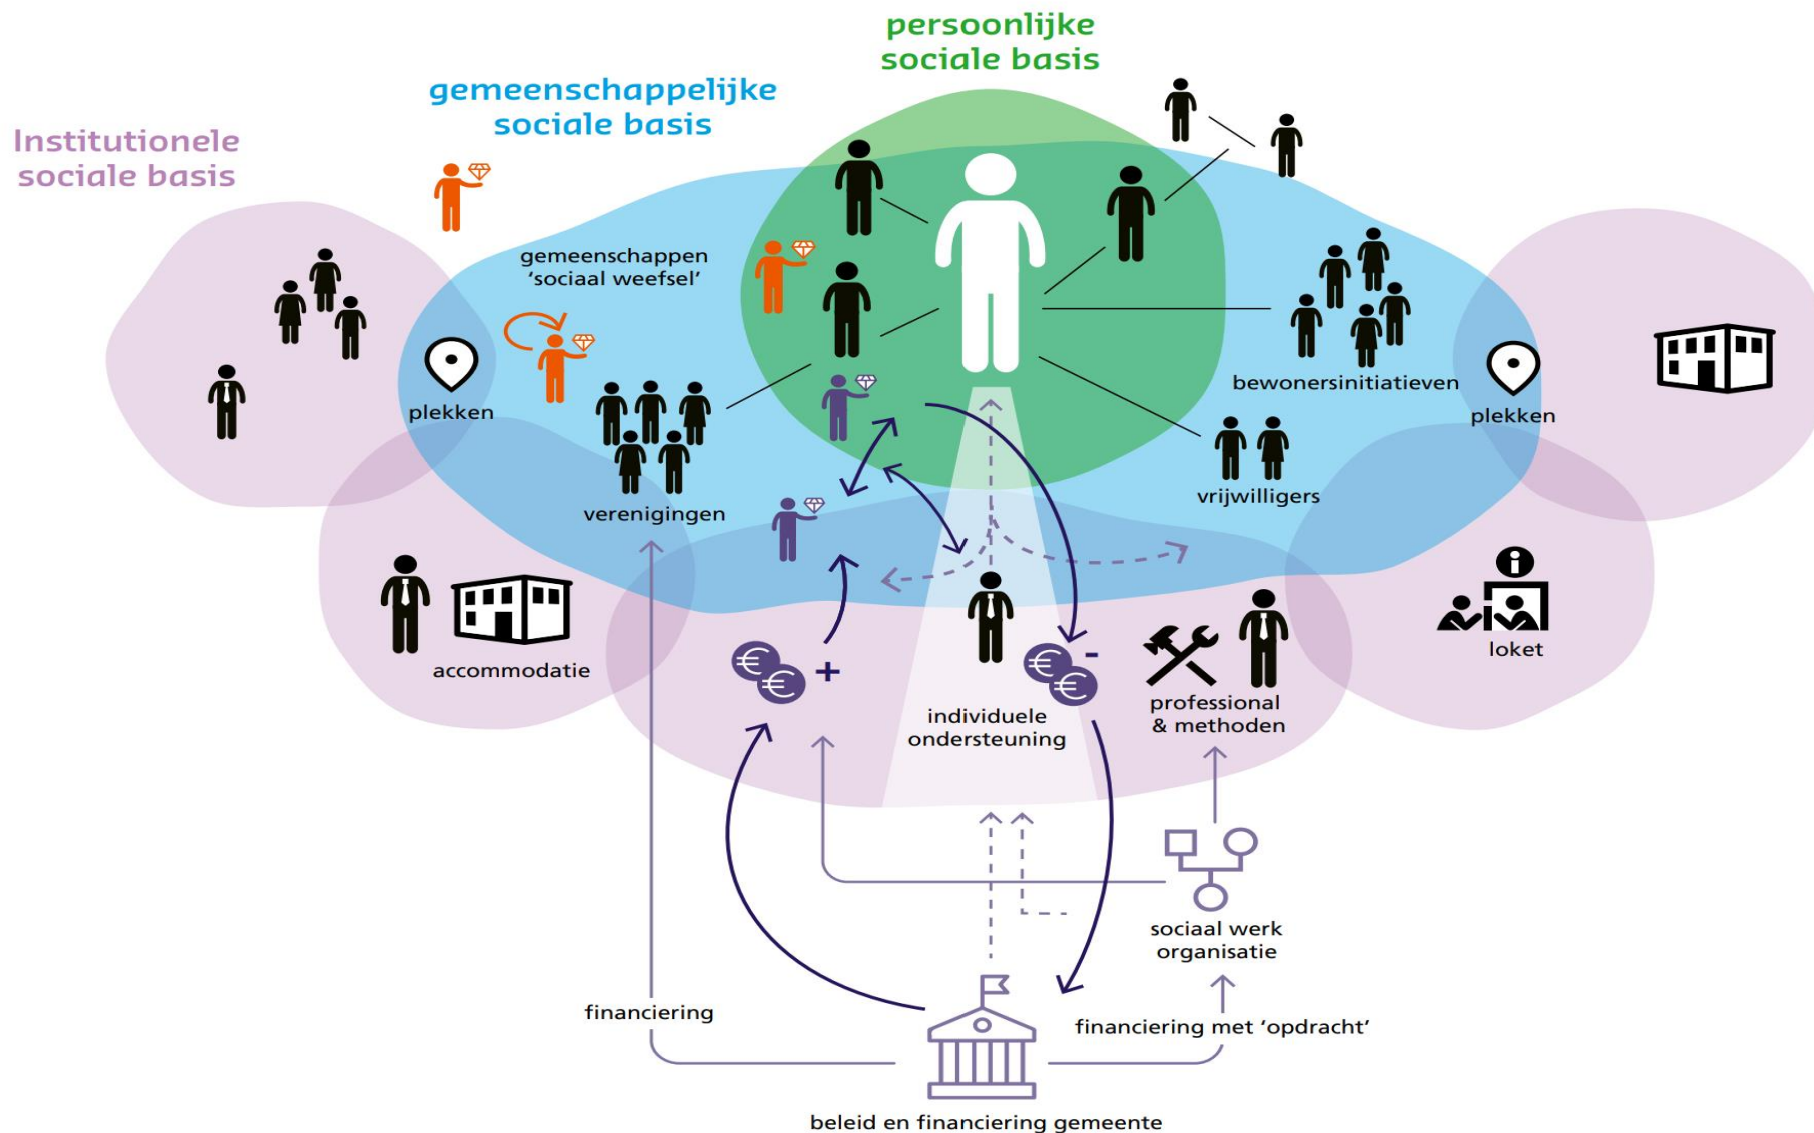 persoonlijke
sociale basis
gemeenschappelijke
sociale basis
Institutionele
sociale basis
gemeenschappen
‘sociaal weefsel’
plekken
bewonersinitiatieven
plekken
verenigingen
vrijwilligers
accommodatie
€
€
+
€
€
-
i
loket
individuele
ondersteuning
professional
& methoden
sociaal werk
organisatie
financiering
financiering met ‘opdracht’
beleid en financiering gemeente